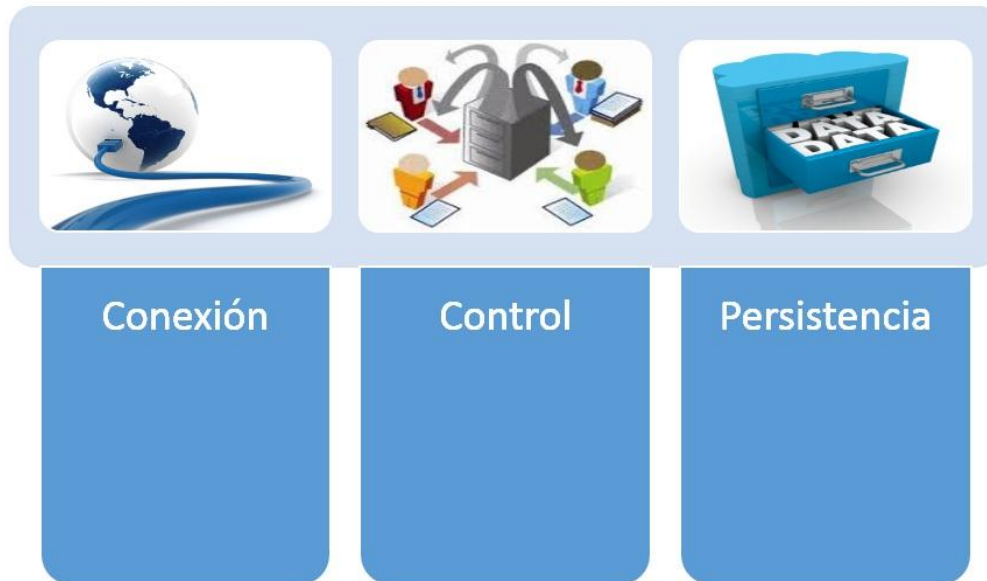 DATA
DATA
Conexión
Control
Persistencia